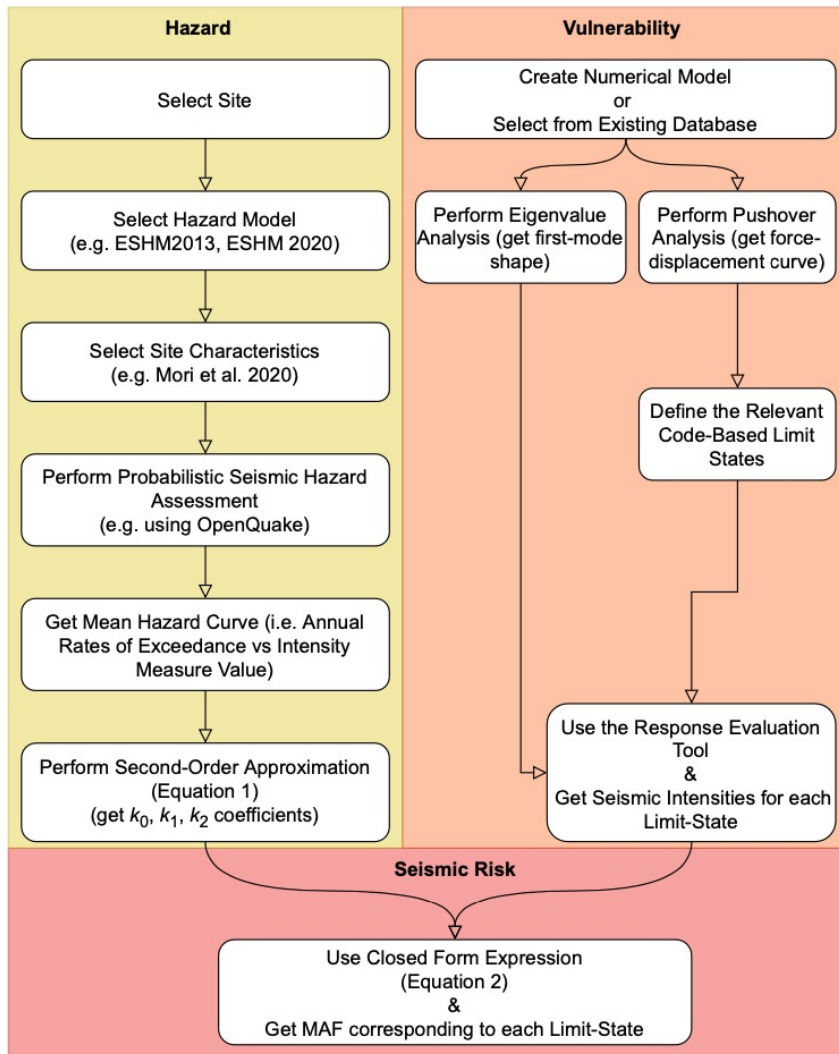 Hazard
Select Site
Select Hazard Model
(e.g. ESHM2013, ESHM 2020)
Select Site Characteristics
(e.g. Mori et al. 2020)
Perform Probabilistic Seismic Hazard
Assessment
(e.g. using OpenQuake)
Get Mean Hazard Curve (i.e. Annual
Rates of Exceedance vs Intensity
Measure Value)
Perform Second-Order Approximation
(Equation 1)
(get k0, k1, k2 coefficients)
Vulnerability
Create Numerical Model
or
Select from Existing Database
Perform Eigenvalue
Analysis (get first-mode
shape)
Perform Pushover
Analysis (get force-
displacement curve)
Define the Relevant
Code-Based Limit
States
Use the Response Evaluation
Tool
&
Get Seismic Intensities for each
Limit-State
Seismic Risk
Use Closed Form Expression
(Equation 2)
&
Get MAF corresponding to each Limit-State